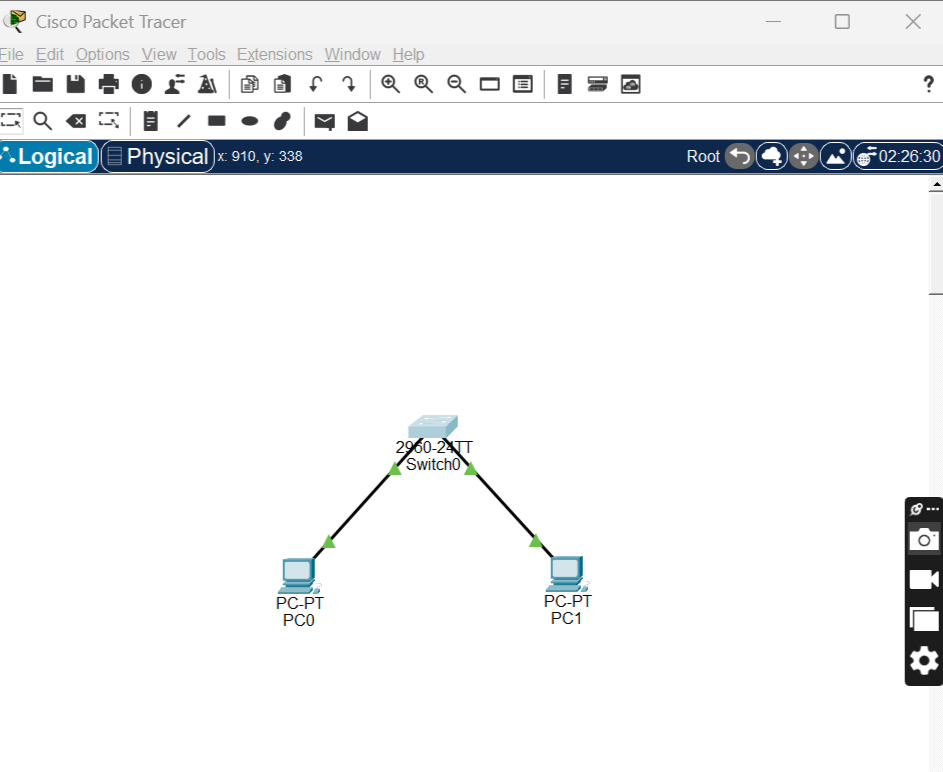 Cisco Packet Tracer
File Edit Options View Tools Extensions Window Help
?
Logical Physical x: 910, y: 338 Root 02:26:30
2960-24TT
Switch0
PC-PT
PC0
PC-PT
PC1